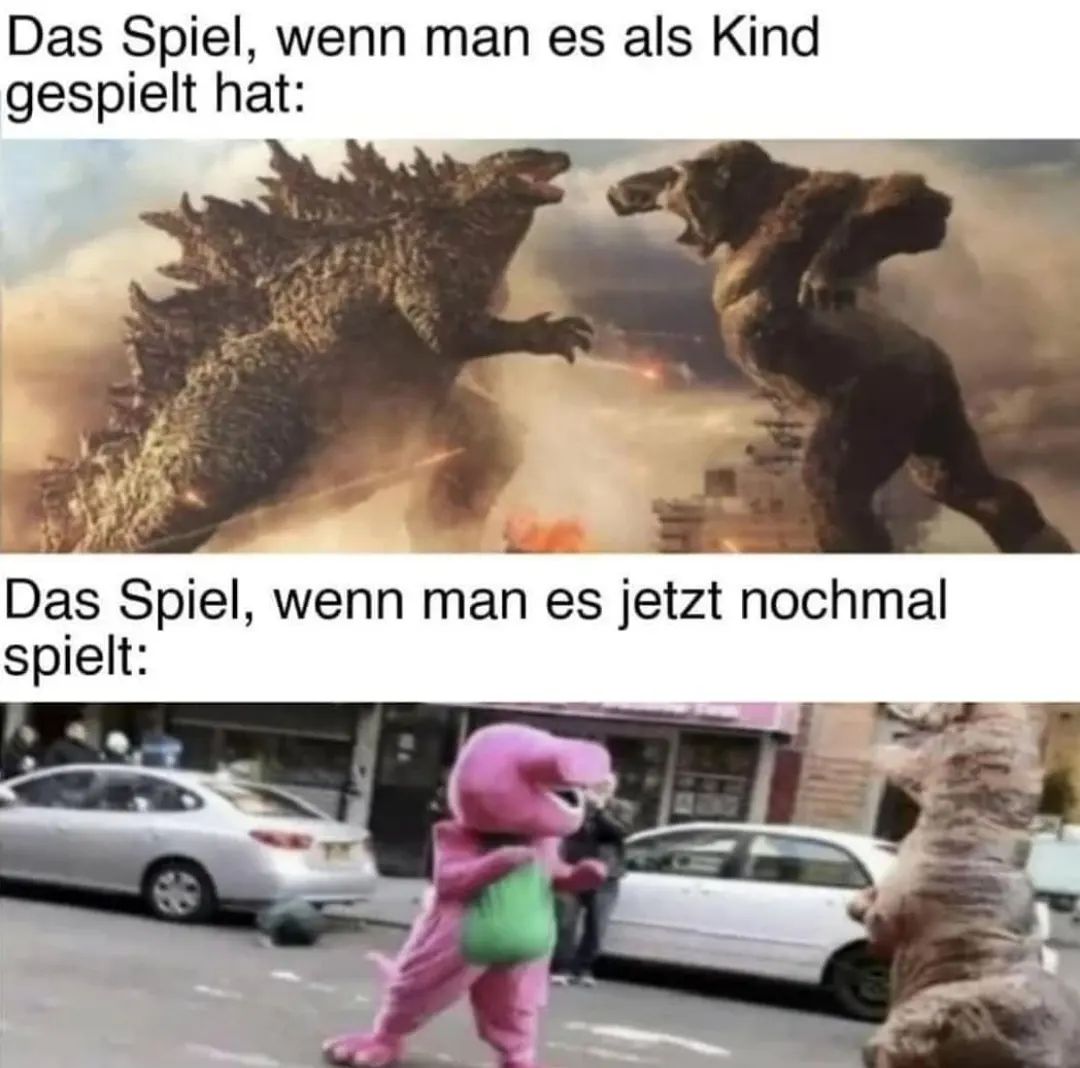 Das Spiel, wenn man es als Kind
gespielt hat:
Das Spiel, wenn man es jetzt nochmal
spielt: